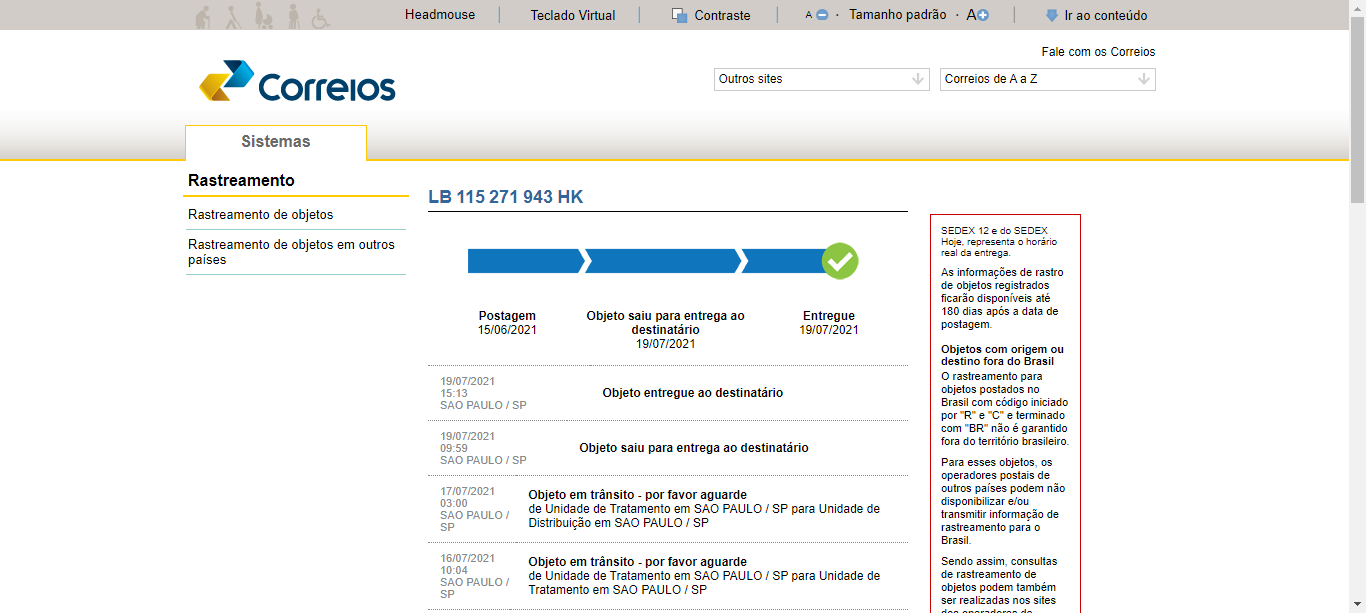 Headmouse
Teclado Virtual
Contraste
A
Tamanho padrão
A
Ir ao conteúdo
Fale com os Correios
Correios
Outros sites
Correios de A a Z
Sistemas
Rastreamento
Rastreamento de objetos
Rastreamento de objetos em outros
países
LB 115 271 943 HK
Postagem
15/06/2021
Objeto saiu para entrega ao
destinatário
19/07/2021
Entregue
19/07/2021
19/07/2021
15:13
SAO PAULO / SP
Objeto entregue ao destinatário
19/07/2021
09:59
SAO PAULO / SP
Objeto saiu para entrega ao destinatário
17/07/2021
03:00
SAO PAULO /
SP
Objeto em trânsito - por favor aguarde
de Unidade de Tratamento em SAO PAULO / SP para Unidade de
Distribuição em SAO PAULO / SP
16/07/2021
10:04
SAO PAULO /
SP
Objeto em trânsito - por favor aguarde
de Unidade de Tratamento em SAO PAULO / SP para Unidade de
Tratamento em SAO PAULO / SP
SEDEX 12 e do SEDEX
Hoje, representa o horário
real da entrega.
As informações de rastro
de objetos registrados
ficarão disponíveis até
180 dias após a data de
postagem.
Objetos com origem ou
destino fora do Brasil
O rastreamento para
objetos postados no
Brasil com código iniciado
por "R" e "C" e terminado
com "BR" não é garantido
fora do território brasileiro.
Para esses objetos, os
operadores postais de
outros países podem não
disponibilizar e/ou
transmitir informação de
rastreamento para o
Brasil.
Sendo assim, consultas
de rastreamento de
objetos podem também
ser realizadas nos sites
dos operadores de